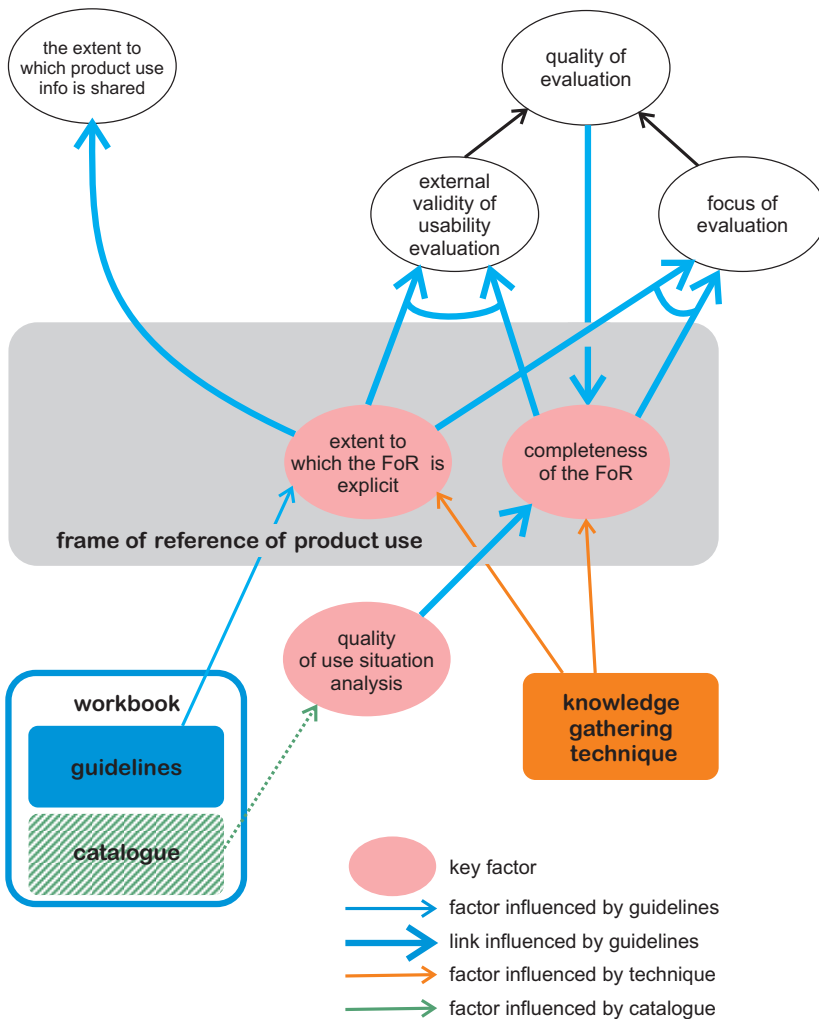 the extent to
which product use
info is shared
quality of
evaluation
external
validity of
usability
evaluation
focus of
evaluation
extent to
which the FoR is
explicit
completeness
of the FoR
frame of reference of product use
quality
of use situation
analysis
workbook
guidelines
catalogue
knowledge
gathering
technique
key factor
factor influenced by guidelines
link influenced by guidelines
factor influenced by technique
factor influenced by catalogue